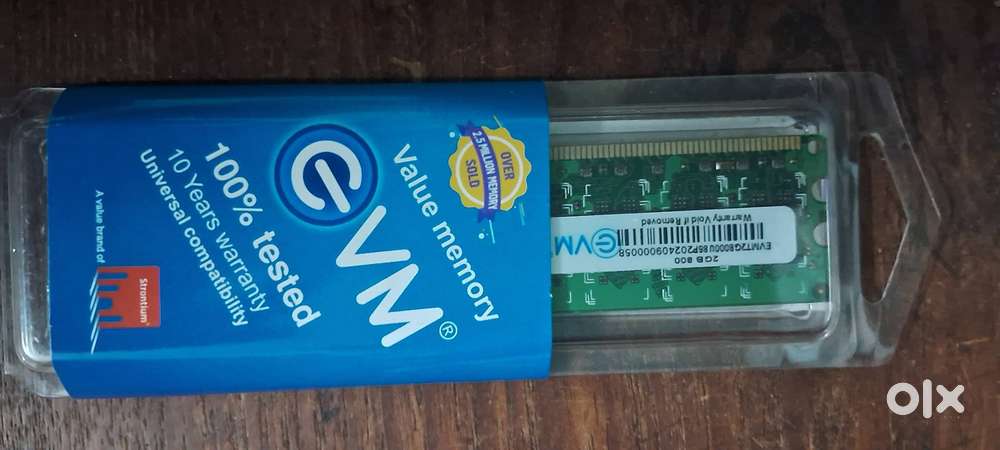 EVM®
Value memory
OVER
2.5 MILLION MEMORY
SOLD
100% tested
10 Years warranty
Universal compatibility
A value brand of
Strontium
2GB 800
EVMT2G8000U86P2024090000058
EVM
Warranty Void if Removed
olx